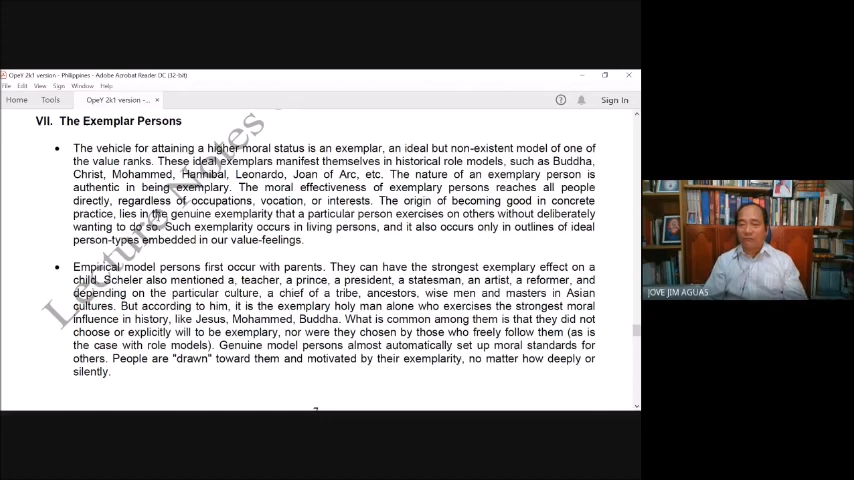 OpeY 2k1 version - Philippines - Adobe Acrobat Reader DC (32-bit)
File Edit View Sign Window Help
Home Tools OpeY 2k1 version -... × Sign In
VII. The Exemplar Persons
• The vehicle for attaining a higher moral status is an exemplar, an ideal but non-existent model of one of
the value ranks. These ideal exemplars manifest themselves in historical role models, such as Buddha,
Christ, Mohammed, Hannibal, Leonardo, Joan of Arc, etc. The nature of an exemplary person is
authentic in being exemplary. The moral effectiveness of exemplary persons reaches all people
directly, regardless of occupations, vocation, or interests. The origin of becoming good in concrete
practice, lies in the genuine exemplarity that a particular person exercises on others without deliberately
wanting to do so. Such exemplarity occurs in living persons, and it also occurs only in outlines of ideal
person-types embedded in our value-feelings.
• Empirical model persons first occur with parents. They can have the strongest exemplary effect on a
child. Scheler also mentioned a, teacher, a prince, a president, a statesman, an artist, a reformer, and
depending on the particular culture, a chief of a tribe, ancestors, wise men and masters in Asian
cultures. But according to him, it is the exemplary holy man alone who exercises the strongest moral
influence in history, like Jesus, Mohammed, Buddha. What is common among them is that they did not
choose or explicitly will to be exemplary, nor were they chosen by those who freely follow them (as is
the case with role models). Genuine model persons almost automatically set up moral standards for
others. People are "drawn" toward them and motivated by their exemplarity, no matter how deeply or
silently.
Lecture Notes
JOVE JIM AGUAS